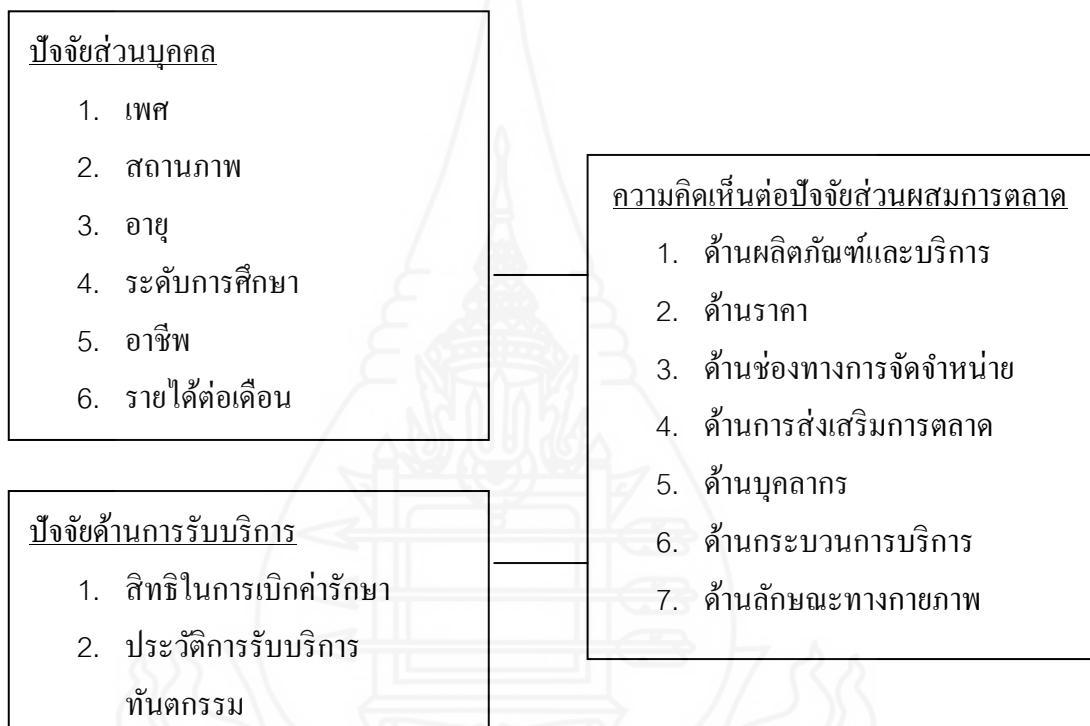 ปัจจัยส่วนบุคคล
1. เพศ
2. สถานภาพ
3. อายุ
4. ระดับการศึกษา
5. อาชีพ
6. รายได้ต่อเดือน
ความคิดเห็นต่อปัจจัยส่วนผสมการตลาด
1. ด้านผลิตภัณฑ์และบริการ
2. ด้านราคา
3. ด้านช่องทางการจัดจำหน่าย
4. ด้านการส่งเสริมการตลาด
5. ด้านบุคลากร
6. ด้านกระบวนการบริการ
7. ด้านลักษณะทางกายภาพ
ปัจจัยด้านการรับบริการ
1. สิทธิในการเบิกค่ารักษา
2. ประวัติการรับบริการ
ทันตกรรม